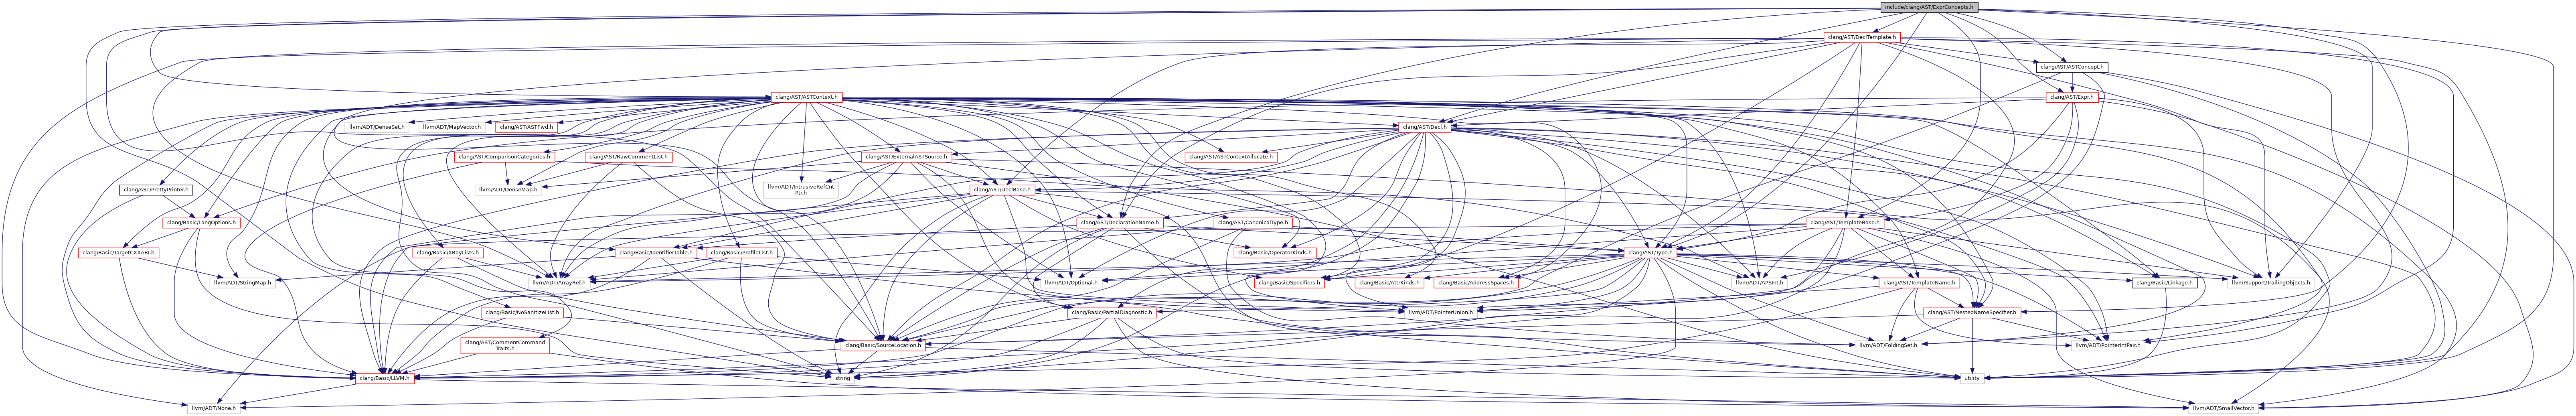 include/clang/AST/ExprConcepts.h
clang/AST/DeclTemplate.h
clang/AST/ASTConcept.h
clang/AST/ASTContext.h
clang/AST/Expr.h
llvm/ADT/DenseSet.h
llvm/ADT/MapVector.h
clang/AST/ASTFwd.h
clang/AST/Decl.h
clang/AST/ComparisonCategories.h
clang/AST/RawCommentList.h
clang/AST/ExternalASTSource.h
clang/AST/ASTContextAllocate.h
clang/AST/PrettyPrinter.h
llvm/ADT/DenseMap.h
llvm/ADT/IntrusiveRefCnt
Ptr.h
clang/AST/DeclBase.h
clang/Basic/LangOptions.h
clang/AST/DeclarationName.h
clang/AST/CanonicalType.h
clang/AST/TemplateBase.h
clang/Basic/TargetCXXABI.h
clang/Basic/XRayLists.h
clang/Basic/IdentifierTable.h
clang/Basic/ProfileList.h
clang/Basic/OperatorKinds.h
clang/AST/Type.h
llvm/ADT/StringMap.h
llvm/ADT/ArrayRef.h
llvm/ADT/Optional.h
clang/Basic/Specifiers.h
clang/Basic/AttrKinds.h
clang/Basic/AddressSpaces.h
llvm/ADT/APSInt.h
clang/AST/TemplateName.h
clang/Basic/Linkage.h
llvm/Support/TrailingObjects.h
clang/Basic/NoSanitizeList.h
clang/Basic/PartialDiagnostic.h
llvm/ADT/PointerUnion.h
clang/AST/NestedNameSpecifier.h
clang/AST/CommentCommand
Traits.h
clang/Basic/SourceLocation.h
llvm/ADT/FoldingSet.h
llvm/ADT/PointerIntPair.h
clang/Basic/LLVM.h
string
utility
llvm/ADT/None.h
llvm/ADT/SmallVector.h